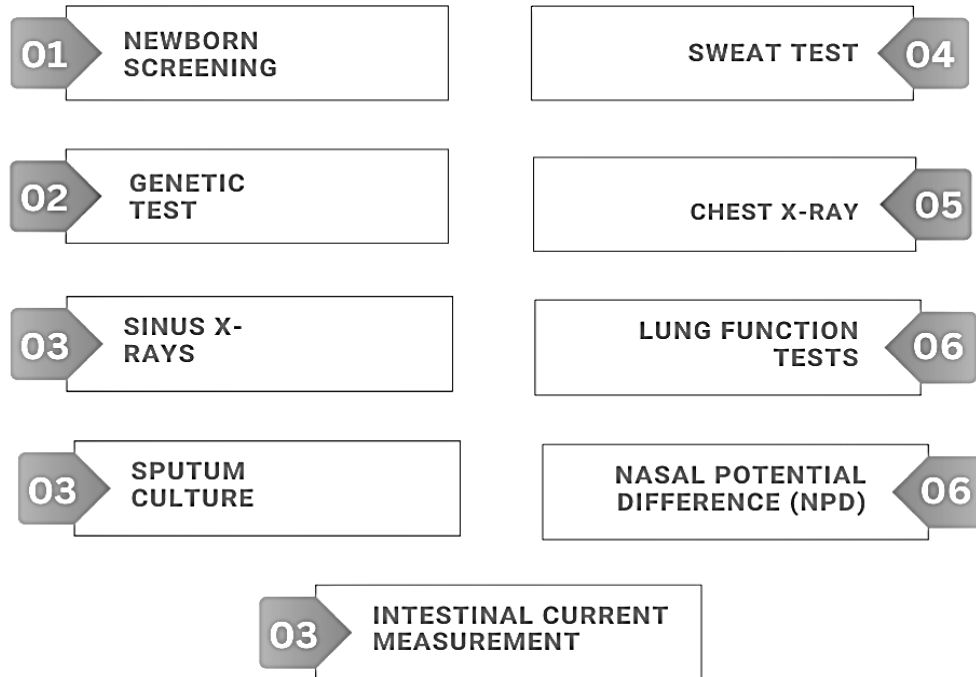 01
NEWBORN
SCREENING
SWEAT TEST
04
02
GENETIC
TEST
CHEST X-RAY
05
03
SINUS X-
RAYS
LUNG FUNCTION
TESTS
06
03
SPUTUM
CULTURE
NASAL POTENTIAL
DIFFERENCE (NPD)
06
03
INTESTINAL CURRENT
MEASUREMENT